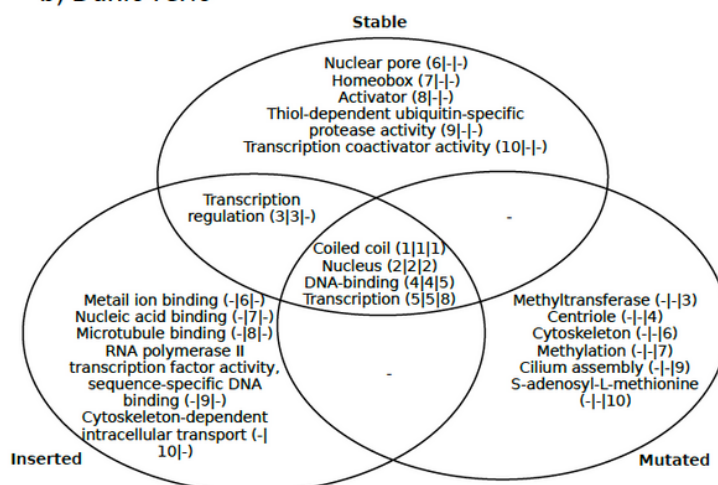 b) Danio rerio
Stable
Nuclear pore (6|-|-)
Homeobox (7|-|-)
Activator (8|-|-)
Thiol-dependent ubiquitin-specific
protease activity (9|-|-)
Transcription coactivator activity (10|-|-)
Transcription
regulation (3|3|-)
-
Coiled coil (1|1|1)
Nucleus (2|2|2)
DNA-binding (4|4|5)
Transcription (5|5|8)
Metail ion binding (-|6|-)
Nucleic acid binding (-|7|-)
Microtubule binding (-|8|-)
RNA polymerase II
transcription factor activity,
sequence-specific DNA
binding (-|9|-)
Cytoskeleton-dependent
intracellular transport (-|
10|-)
-
Methyltransferase (-|-|3)
Centriole (-|-|4)
Cytoskeleton (-|-|6)
Methylation (-|-|7)
Cilium assembly (-|-|9)
S-adenosyl-L-methionine
(-|-|10)
Inserted
Mutated